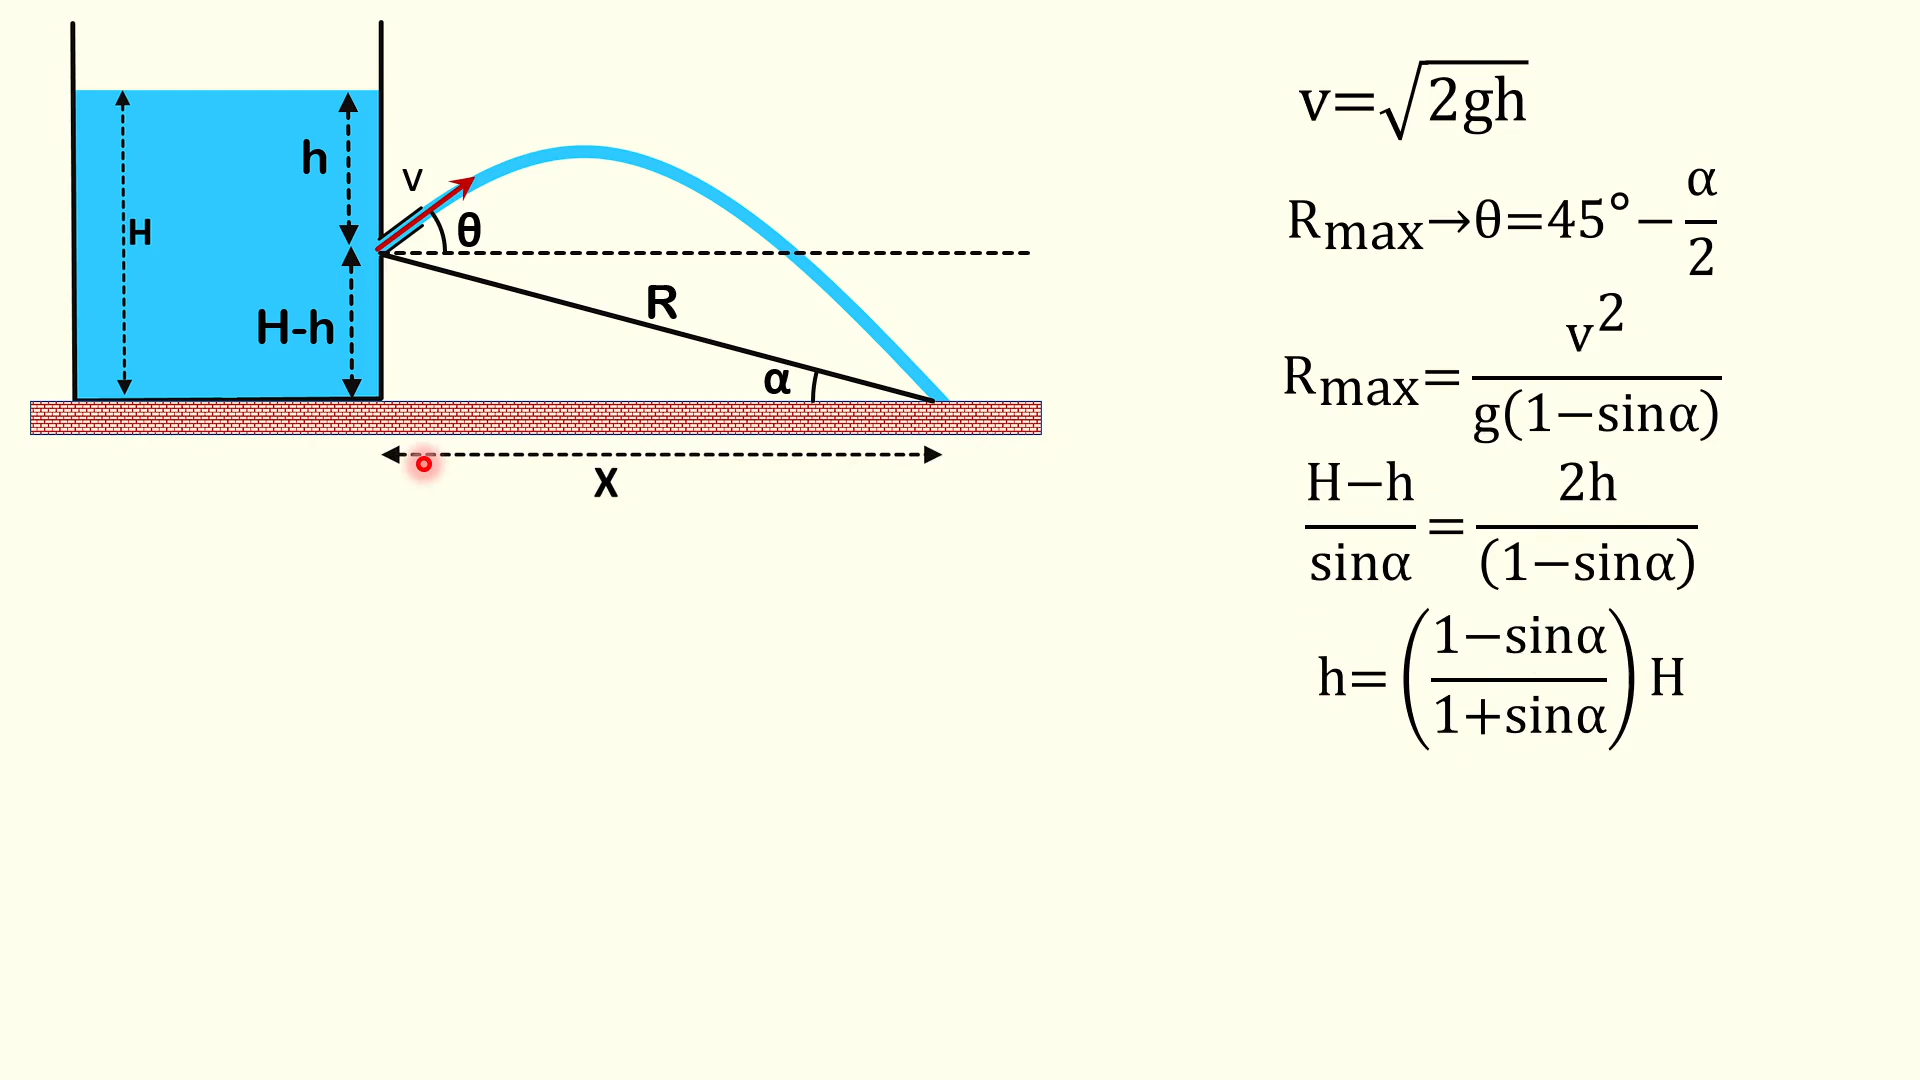 H
h
H-h
v
θ
R
α
X
v=√2gh
Rmax→θ=45°−α/2
Rmax=v²/g(1−sinα)
H−h/sinα=2h/(1−sinα)
h=(1−sinα/1+sinα)H